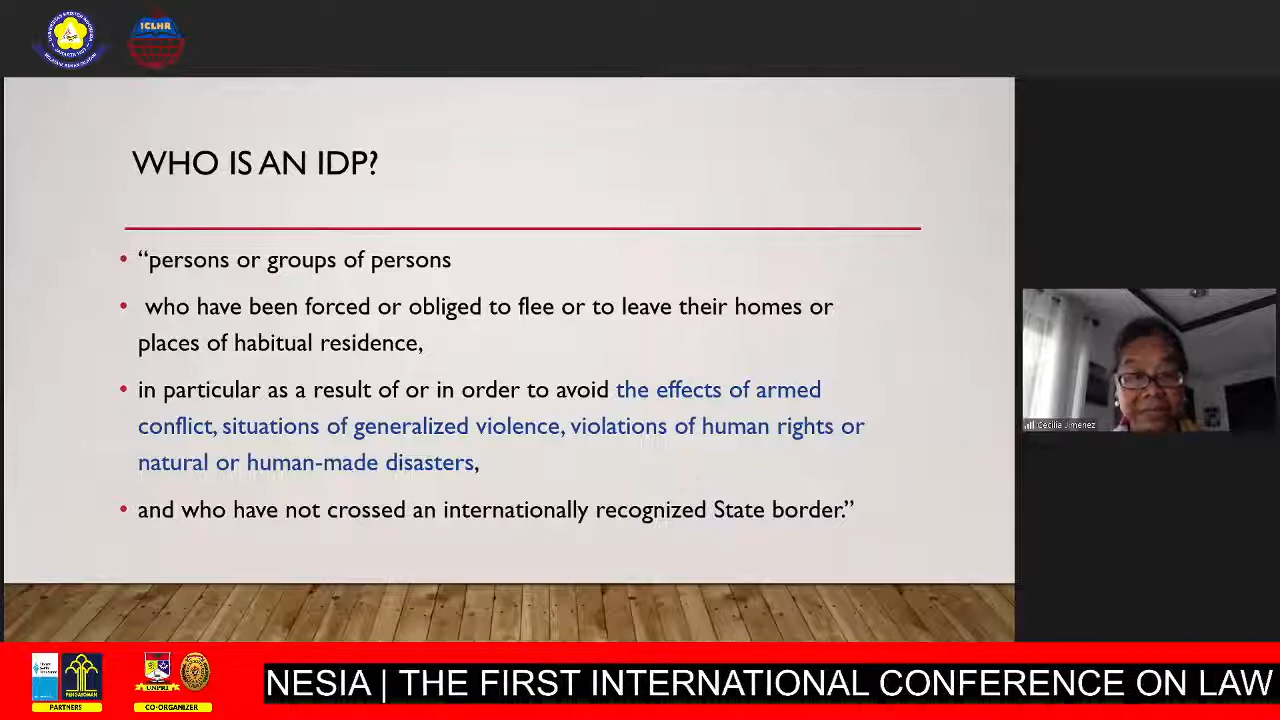 ICLHR
WHO IS AN IDP?
• “persons or groups of persons
• who have been forced or obliged to flee or to leave their homes or
places of habitual residence,
• in particular as a result of or in order to avoid the effects of armed
conflict, situations of generalized violence, violations of human rights or
natural or human-made disasters,
• and who have not crossed an internationally recognized State border.”
Cecilia Jimenez
PENGAYOMAN
PARTNERS
UNPRI
CO-ORGANIZER
NESIA | THE FIRST INTERNATIONAL CONFERENCE ON LAW